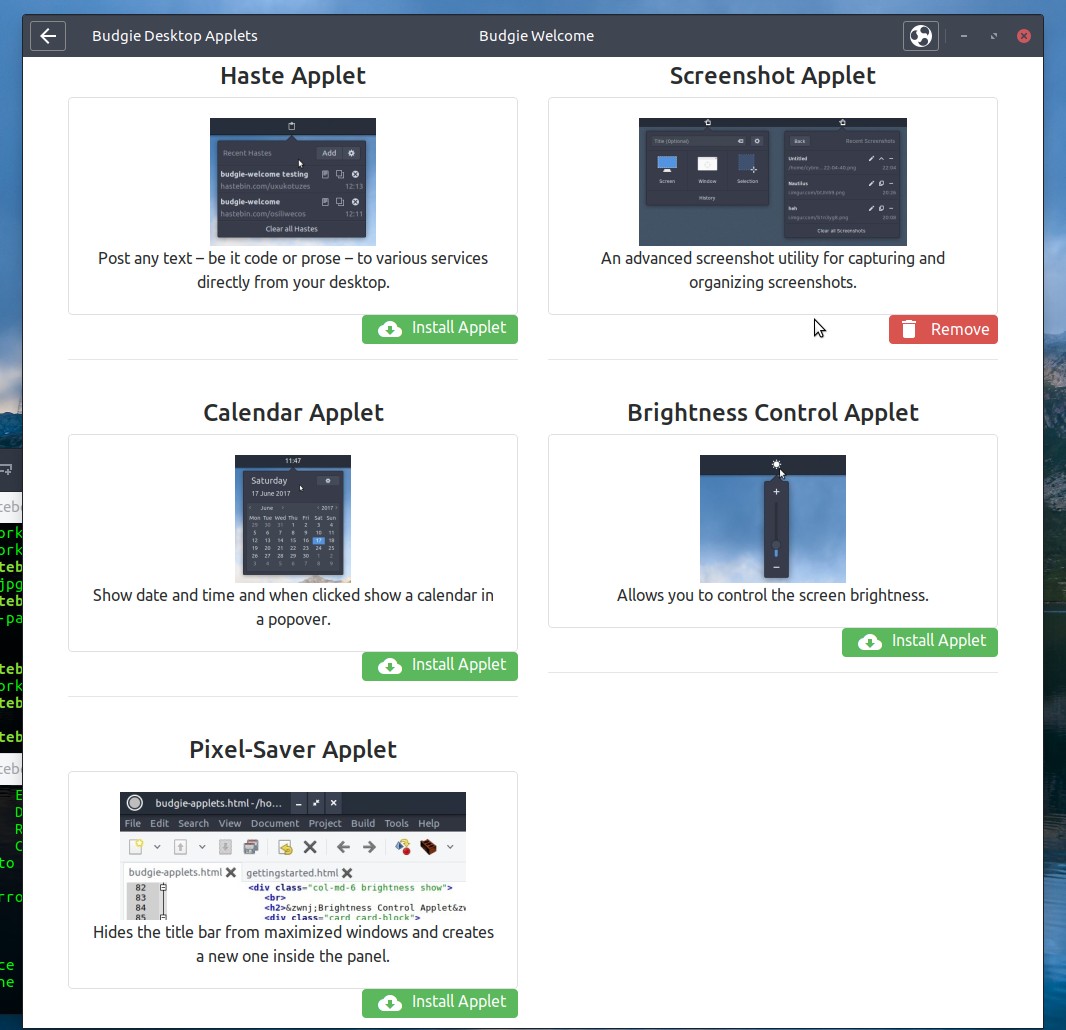 Budgie Desktop Applets
Budgie Welcome
Haste Applet
Recent Hastes
Add
budgie-welcome testing
hastebin.com/uxukotuzes 12:13
budgie-welcome
hastebin.com/osiliwecos 12:11
Clear all Hastes
Post any text – be it code or prose – to various services
directly from your desktop.
Install Applet
Screenshot Applet
Title (Optional)
Screen Window Selection
History
Back Recent Screenshots
Untitled
22:04
Nautilus
20:26
heh
20:08
Clear all Screenshots
An advanced screenshot utility for capturing and
organizing screenshots.
Remove
Calendar Applet
11:47
Saturday
17 June 2017
June 2017
Mon Tue Wed Thu Fri Sat Sun
29 30 31 1 2 3 4
5 6 7 8 9 10 11
12 13 14 15 16 17 18
19 20 21 22 23 24 25
26 27 28 29 30 1 2
3 4 5 6 7 8 9
Show date and time and when clicked show a calendar in
a popover.
Install Applet
Brightness Control Applet
+
−
Allows you to control the screen brightness.
Install Applet
Pixel-Saver Applet
budgie-applets.html - /ho...
File Edit Search View Document Project Build Tools Help
budgie-applets.html gettingstarted.html
82 <div class="col-md-6 brightness show">
83 <br>
84 <h2>&zwnj;Brightness Control Applet&zw
85 <div class="card card-block">
Hides the title bar from maximized windows and creates
a new one inside the panel.
Install Applet